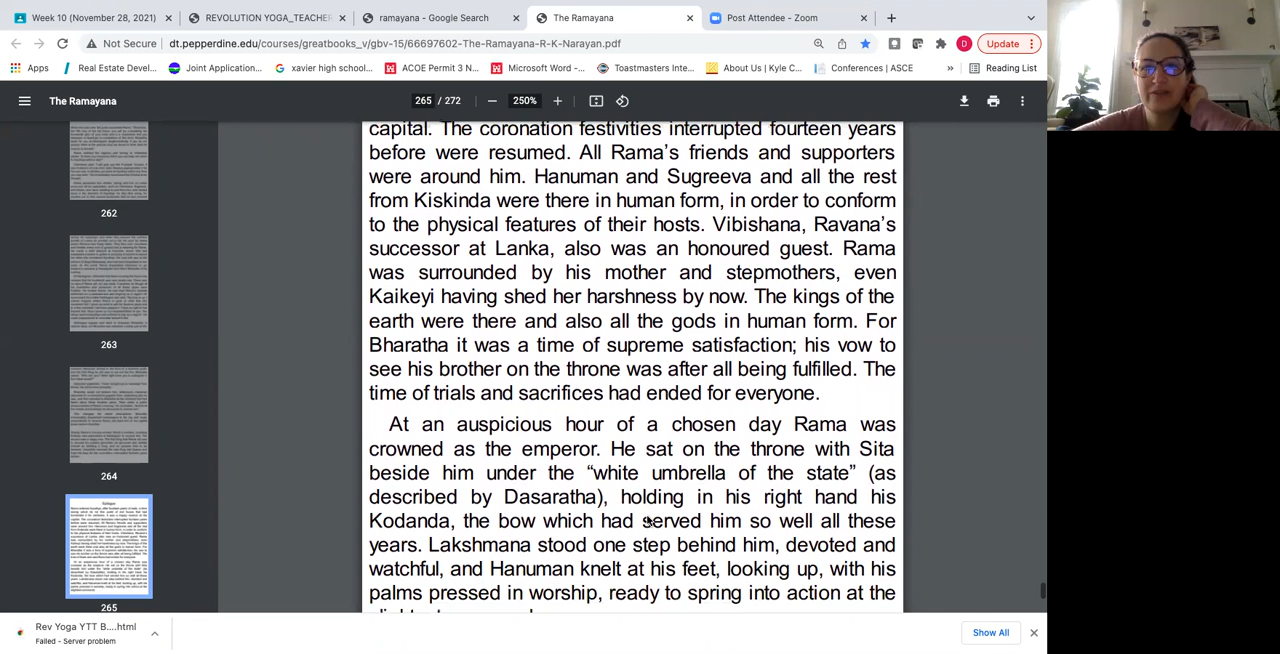 Week 10 (November 28, 2021)
REVOLUTION YOGA_TEACHER
ramayana - Google Search
The Ramayana
Post Attendee - Zoom
Not Secure
dt.pepperdine.edu/courses/greatbooks_v/gbv-15/66697602-The-Ramayana-R-K-Narayan.pdf
D
Update
Apps
Real Estate Devel...
Joint Application...
xavier high school...
ACOE Permit 3 N...
Microsoft Word -...
Toastmasters Inte...
About Us | Kyle C...
Conferences | ASCE
»
Reading List
The Ramayana
265 / 272
250%
262
263
264
265
capital. The common festivities interrupted fourteen years
before were resumed. All Rama's friends and supporters
were around him. Hanuman and Sugreeva and all the rest
from Kiskinda were there in human form, in order to conform
to the physical features of their hosts. Vibishana, Ravana's
successor at Lanka, also was an honoured guest. Rama
was surrounded by his mother and stepmothers, even
Kaikeyi having shed her harshness by now. The kings of the
earth were there and also all the gods in human form. For
Bharatha it was a time of supreme satisfaction; his vow to
see his brother on the throne was after all being fulfilled. The
time of trials and sacrifices had ended for everyone.
At an auspicious hour of a chosen day Rama was
crowned as the emperor. He sat on the throne with Sita
beside him under the “white umbrella of the state” (as
described by Dasaratha), holding in his right hand his
Kodanda, the bow which had served him so well all these
years. Lakshmana stood one step behind him, devoted and
watchful, and Hanuman knelt at his feet, looking up, with his
palms pressed in worship, ready to spring into action at the
Rev Yoga YTT B....html
Failed - Server problem
Show All